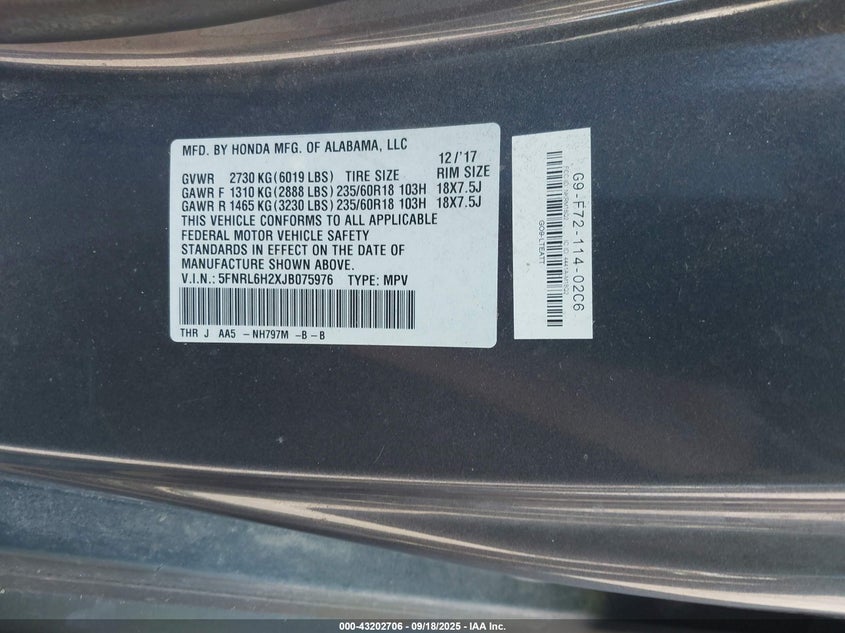 MFD. BY HONDA MFG. OF ALABAMA, LLC
12/'17
GVWR 2730 KG(6019 LBS) TIRE SIZE RIM SIZE
GAWR F 1310 KG(2888 LBS) 235/60R18 103H 18X7.5J
GAWR R 1465 KG(3230 LBS) 235/60R18 103H 18X7.5J
THIS VEHICLE CONFORMS TO ALL APPLICABLE
FEDERAL MOTOR VEHICLE SAFETY
STANDARDS IN EFFECT ON THE DATE OF
MANUFACTURE SHOWN ABOVE.
V.I.N.: 5FNRL6H2XJB075976 TYPE: MPV
THR J AA5 -NH797M -B-B
G9-F72-114-02C6
GO9-LTEATT
000-43202706 - 09/18/2025 - IAA Inc.